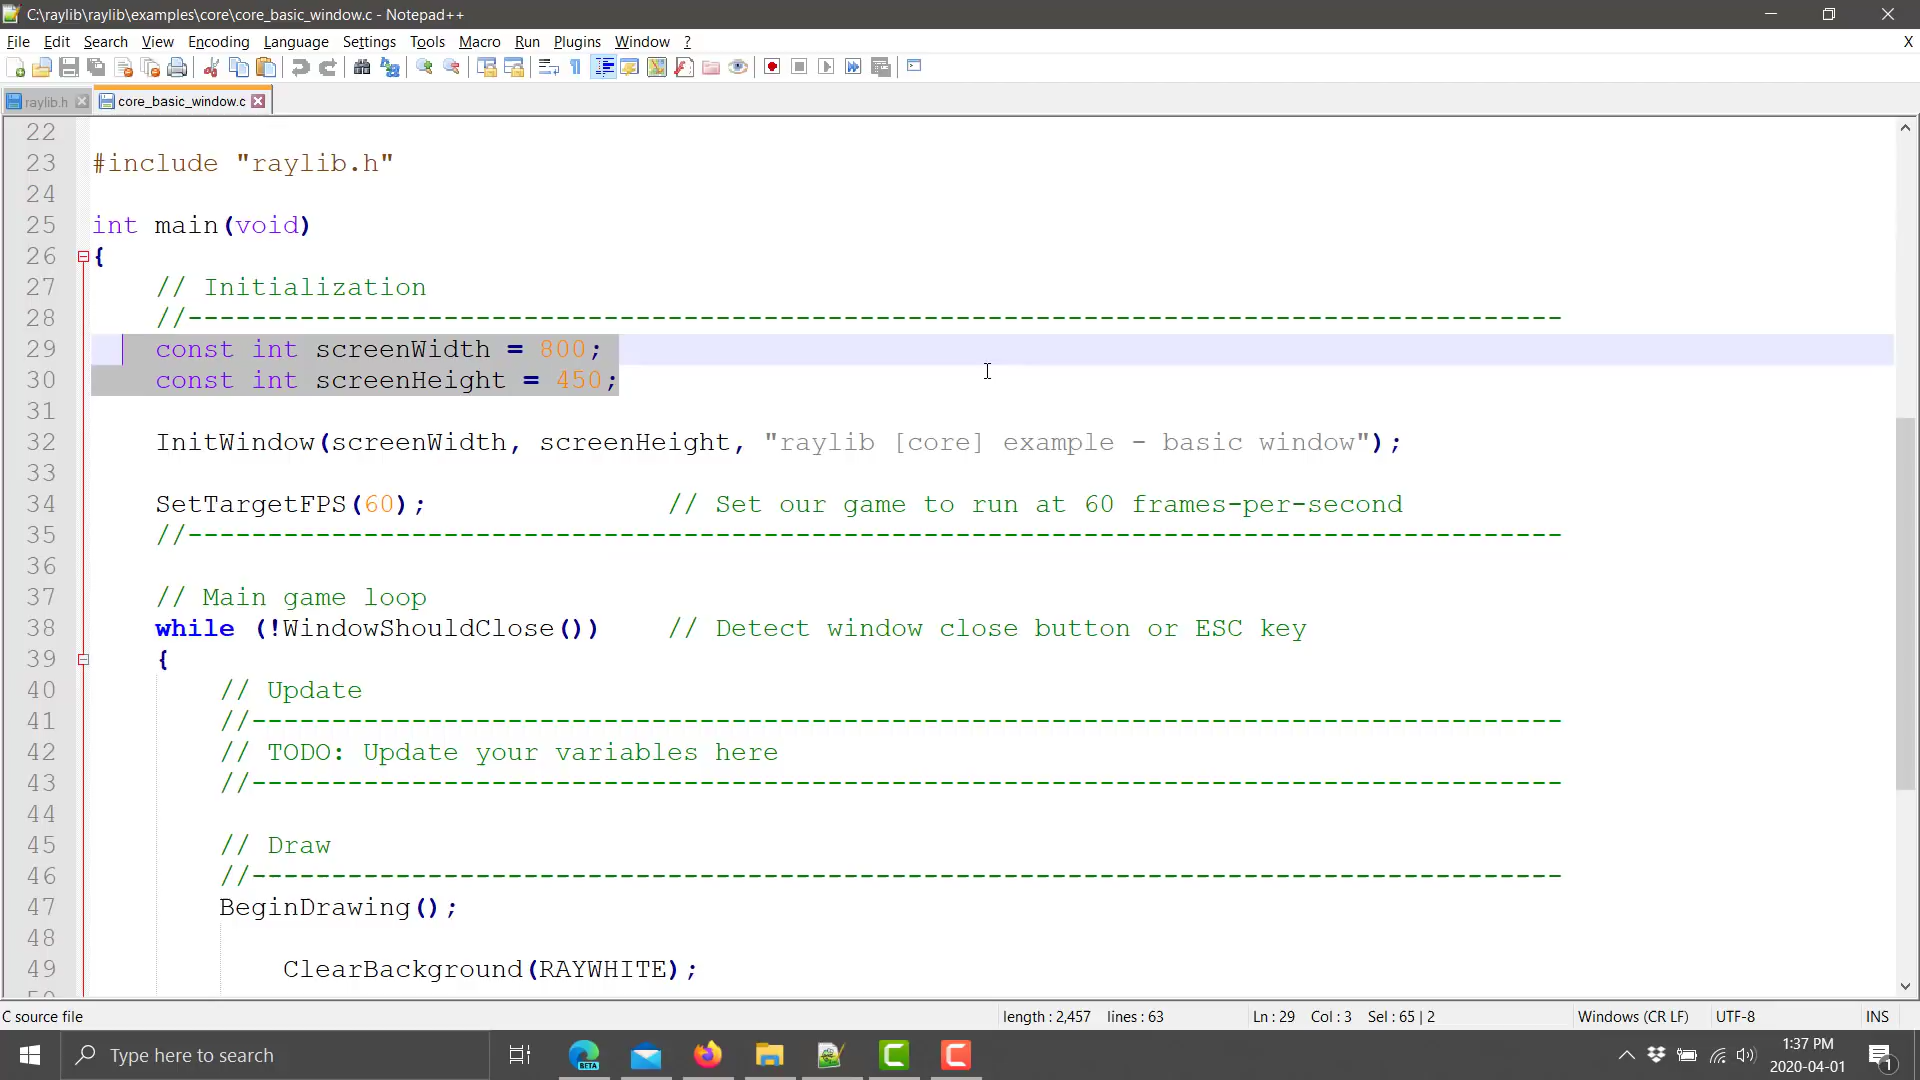 C:\raylib\raylib\examples\core\core_basic_window.c - Notepad++
File Edit Search View Encoding Language Settings Tools Macro Run Plugins Window ? X
raylib.h core_basic_window.c
22
23 #include "raylib.h"
24
25 int main(void)
26 {
27 // Initialization
28 //--------------------------------------------------------------------------------------
29 const int screenWidth = 800;
30 const int screenHeight = 450;
31
32 InitWindow(screenWidth, screenHeight, "raylib [core] example - basic window");
33
34 SetTargetFPS(60); // Set our game to run at 60 frames-per-second
35 //--------------------------------------------------------------------------------------
36
37 // Main game loop
38 while (!WindowShouldClose()) // Detect window close button or ESC key
39 {
40 // Update
41 //----------------------------------------------------------------------------------
42 // TODO: Update your variables here
43 //----------------------------------------------------------------------------------
44
45 // Draw
46 //----------------------------------------------------------------------------------
47 BeginDrawing();
48
49 ClearBackground(RAYWHITE);
C source file length : 2,457 lines : 63 Ln : 29 Col : 3 Sel : 65 | 2 Windows (CR LF) UTF-8 INS
Type here to search
BETA
1:37 PM
2020-04-01
1